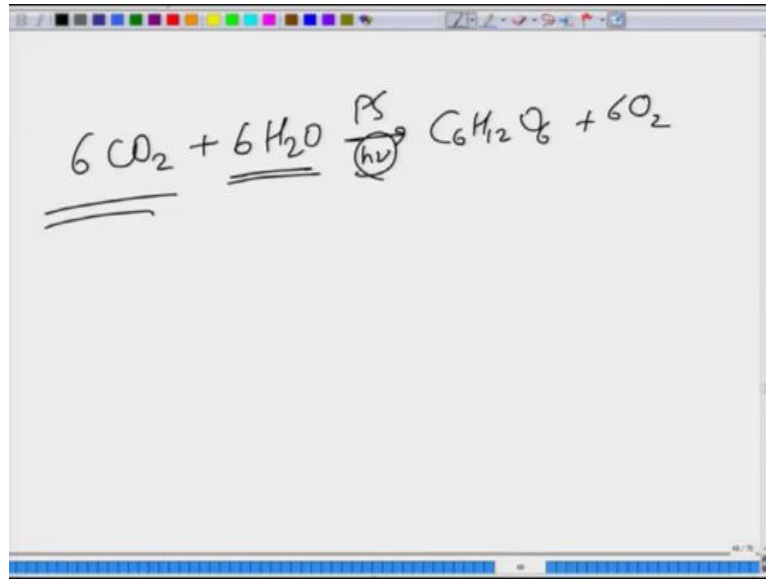 6 CO₂ + 6 H₂O PS hν → C₆H₁₂O₆ + 6O₂